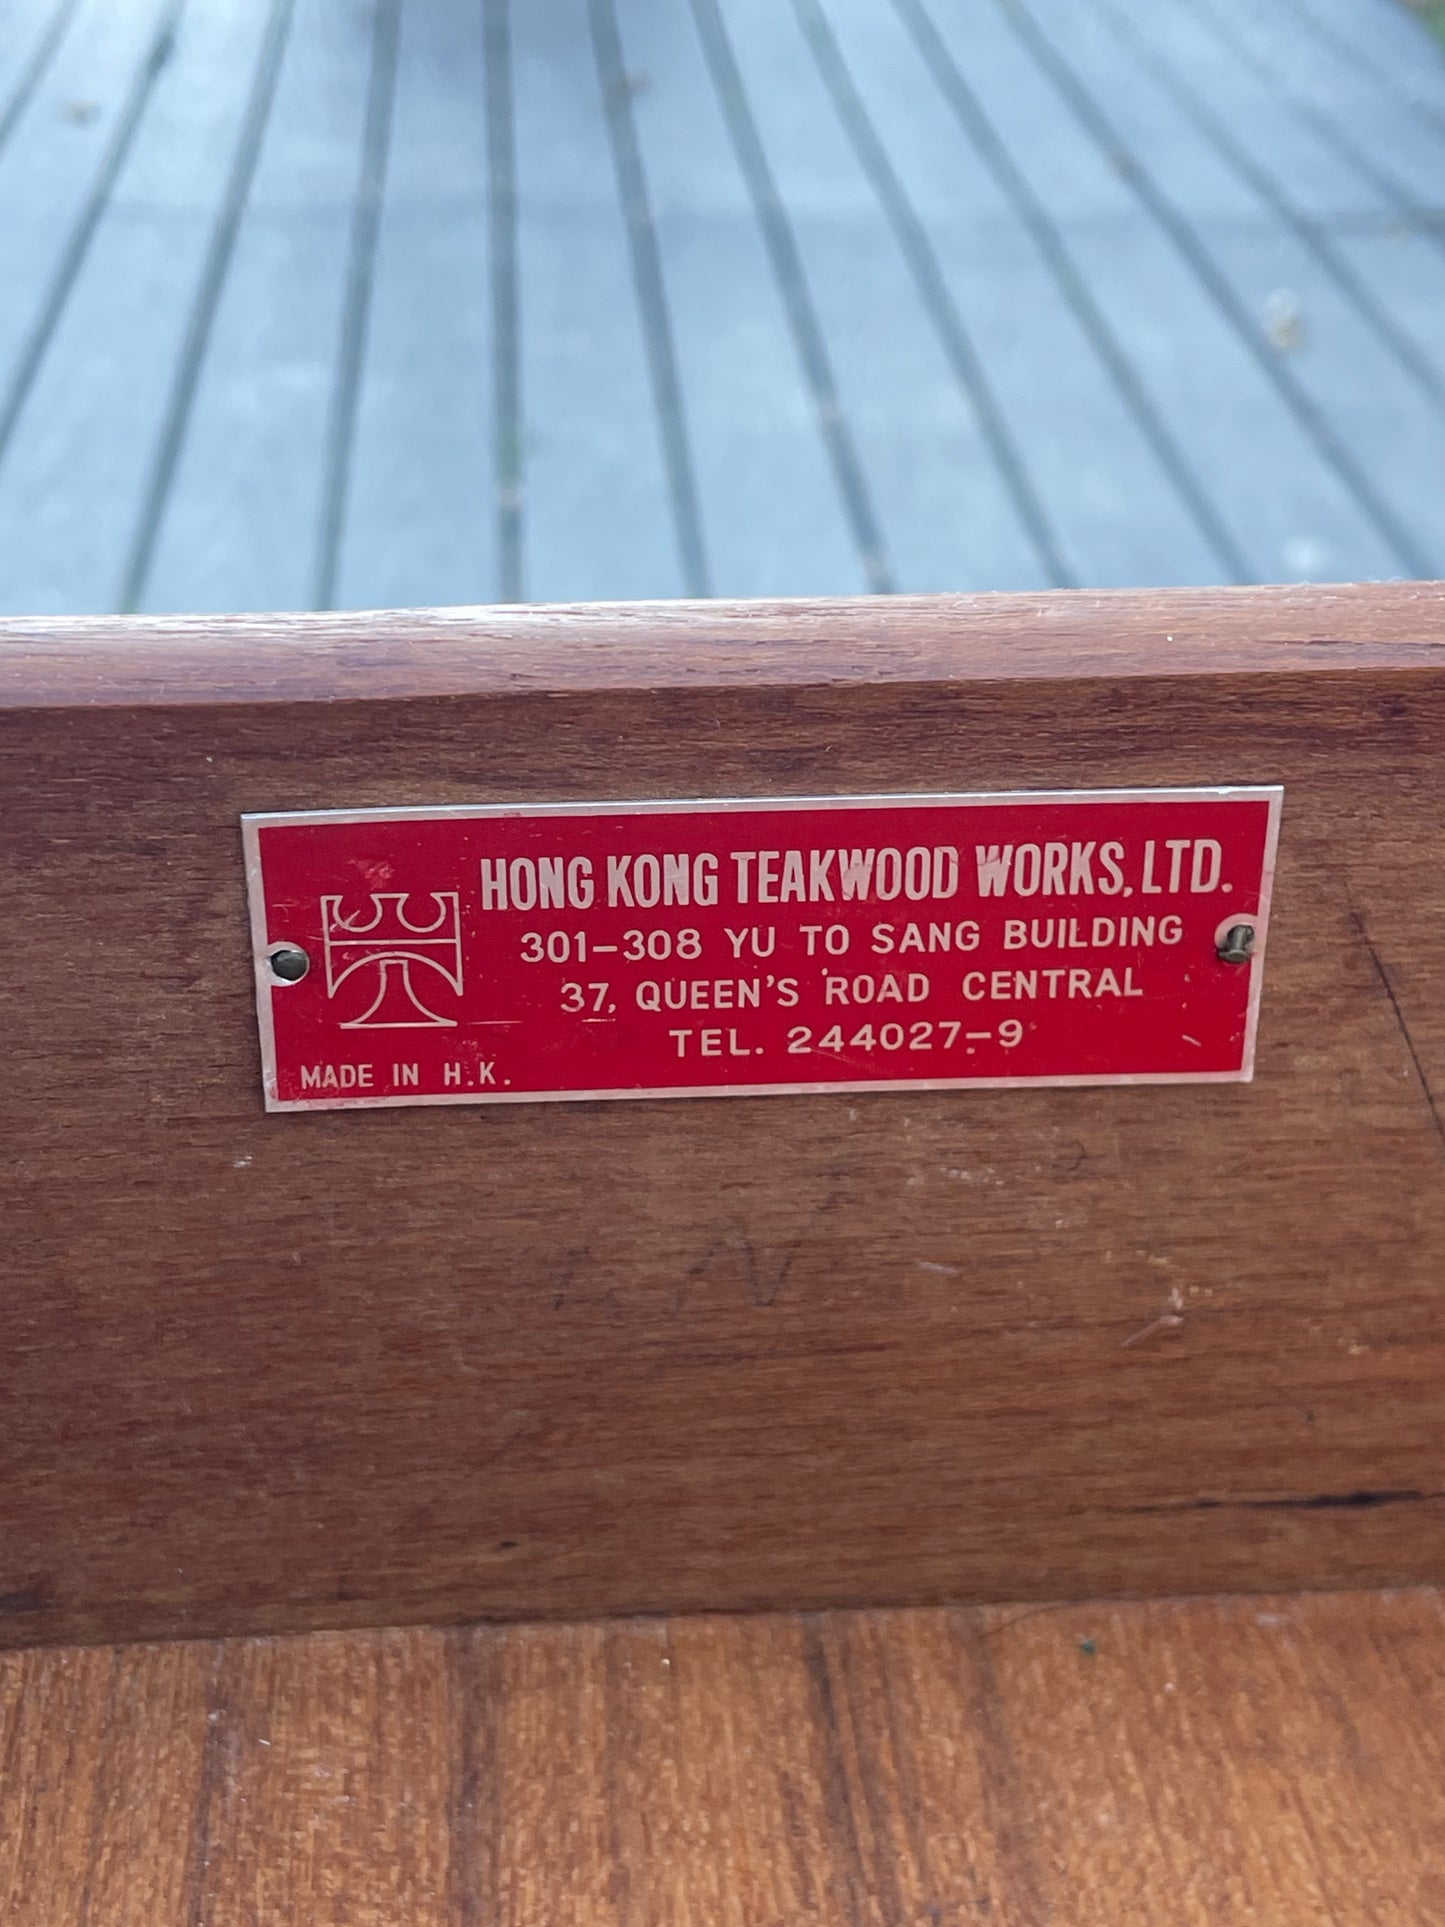 HONG KONG TEAKWOOD WORKS, LTD.
301-308 YU TO SANG BUILDING
37, QUEEN'S ROAD CENTRAL
TEL. 244027-9
MADE IN H.K.